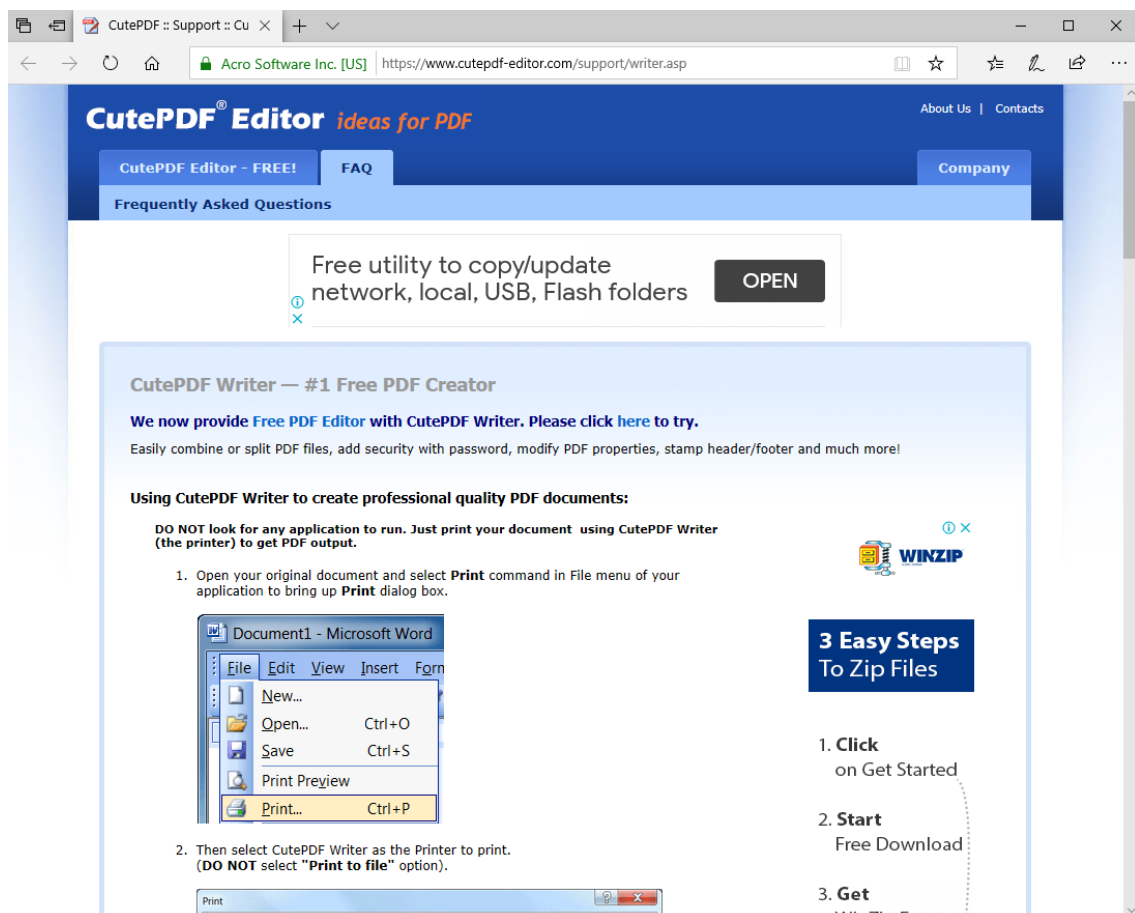 CutePDF :: Support :: Cu
Acro Software Inc. [US] https://www.cutepdf-editor.com/support/writer.asp
CutePDF® Editor ideas for PDF
About Us | Contacts
CutePDF Editor - FREE!
FAQ
Company
Frequently Asked Questions
Free utility to copy/update
network, local, USB, Flash folders
OPEN
CutePDF Writer — #1 Free PDF Creator
We now provide Free PDF Editor with CutePDF Writer. Please click here to try.
Easily combine or split PDF files, add security with password, modify PDF properties, stamp header/footer and much more!
Using CutePDF Writer to create professional quality PDF documents:
DO NOT look for any application to run. Just print your document using CutePDF Writer
(the printer) to get PDF output.
1. Open your original document and select Print command in File menu of your
application to bring up Print dialog box.
Document1 - Microsoft Word
File Edit View Insert Forn
New...
Open... Ctrl+O
Save Ctrl+S
Print Preview
Print... Ctrl+P
2. Then select CutePDF Writer as the Printer to print.
(DO NOT select "Print to file" option).
Print
WINZIP
3 Easy Steps
To Zip Files
1. Click
on Get Started
2. Start
Free Download
3. Get